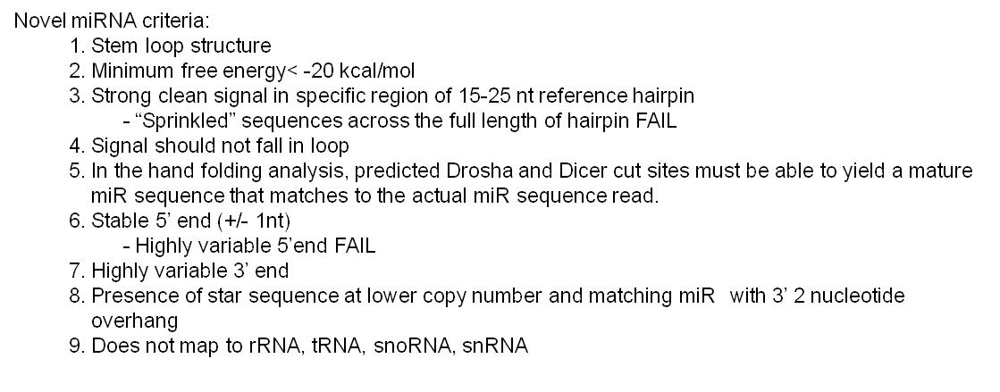 Novel miRNA criteria:
1. Stem loop structure
2. Minimum free energy< -20 kcal/mol
3. Strong clean signal in specific region of 15-25 nt reference hairpin
- “Sprinkled” sequences across the full length of hairpin FAIL
4. Signal should not fall in loop
5. In the hand folding analysis, predicted Drosha and Dicer cut sites must be able to yield a mature
miR sequence that matches to the actual miR sequence read.
6. Stable 5’ end (+/- 1nt)
- Highly variable 5’end FAIL
7. Highly variable 3’ end
8. Presence of star sequence at lower copy number and matching miR  with 3’ 2 nucleotide
overhang
9. Does not map to rRNA, tRNA, snoRNA, snRNA